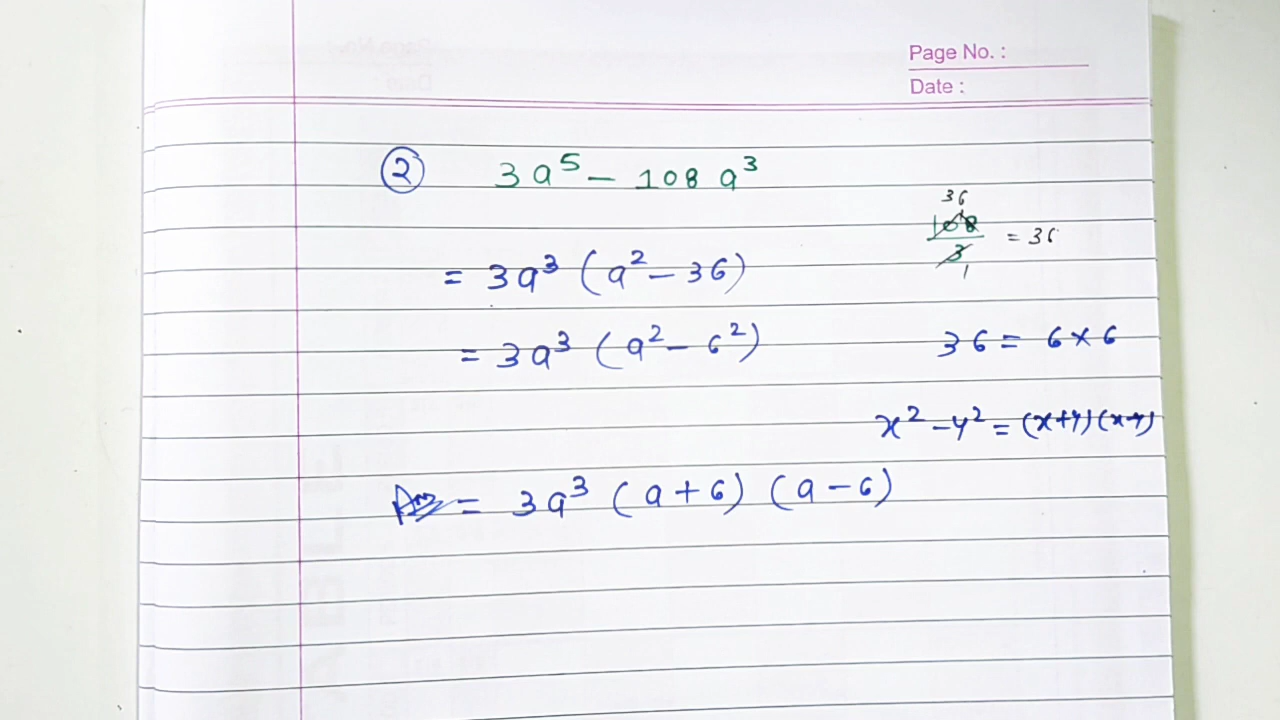 Page No. :
Date :
② 3a⁵ - 108a³
36
108/3 = 36
1
= 3a³ (a² - 36)
= 3a³ (a² - 6²)
36 = 6 × 6
x² - y² = (x+y)(x-y)
Ans = 3a³ (a + 6) (a - 6)